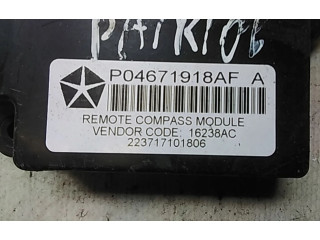 PATRIOT
P04671918AF A
REMOTE COMPASS MODULE
VENDOR CODE: 16238AC
223717101806